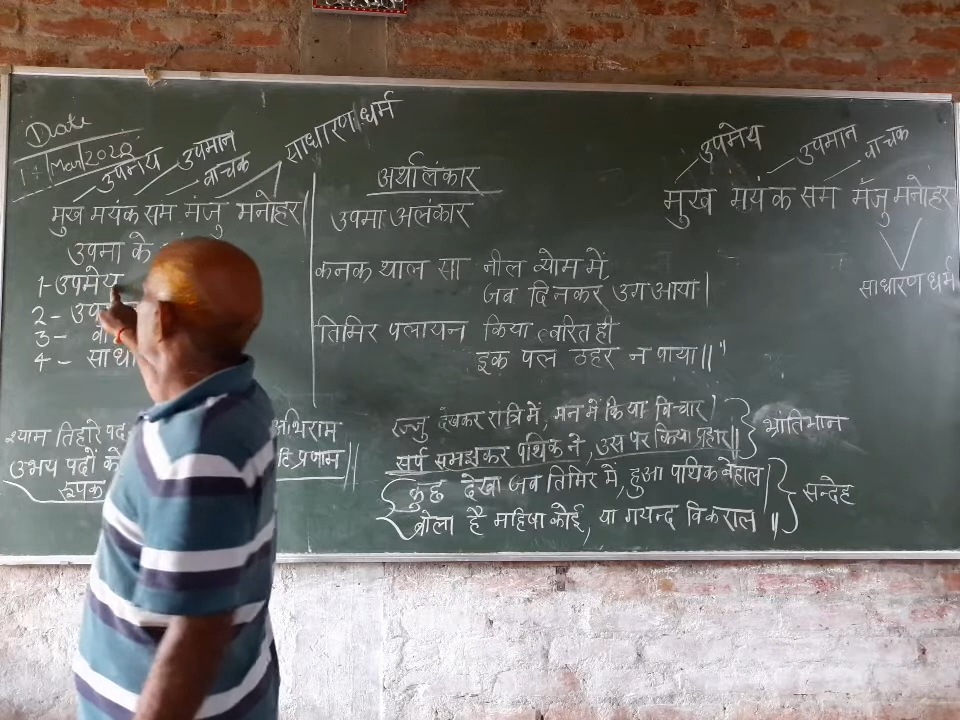 Date
1 Mar/2022
उपमेय उपमान वाचक साधारण धर्म
मुख मयंक सम मंजु मनोहर
उपमा के
1-उपमेय
2- उप
3-
4- साधा
श्याम तिहारे पद अभिराम
उभय पदों को प्रणाम॥
रूपक
अर्थालंकार
उपमा अलंकार
कनक थाल सा नील व्योम में
जब दिनकर उग आया।
तिमिर पलायन किया त्वरित ही
इक पल ठहर न पाया॥"
रज्जु देखकर रात्रि में, मन में किया विचार।
सर्प समझकर पथिक ने, उस पर किया प्रहार॥
भ्रांतिभान
कुछ देखा जब तिमिर में, हुआ पथिक बेहाल।
बोला है महिषा कोई, या गयन्द विकराल॥
सन्देह
उपमेय उपमान वाचक
मुख मयंक सम मंजु मनोहर
साधारण धर्म